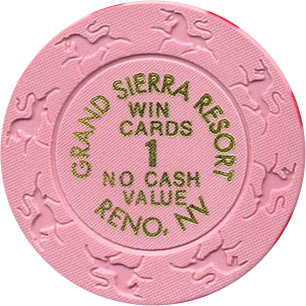 GRAND SIERRA RESORT
WIN
CARDS
1
NO CASH
VALUE
RENO, NV